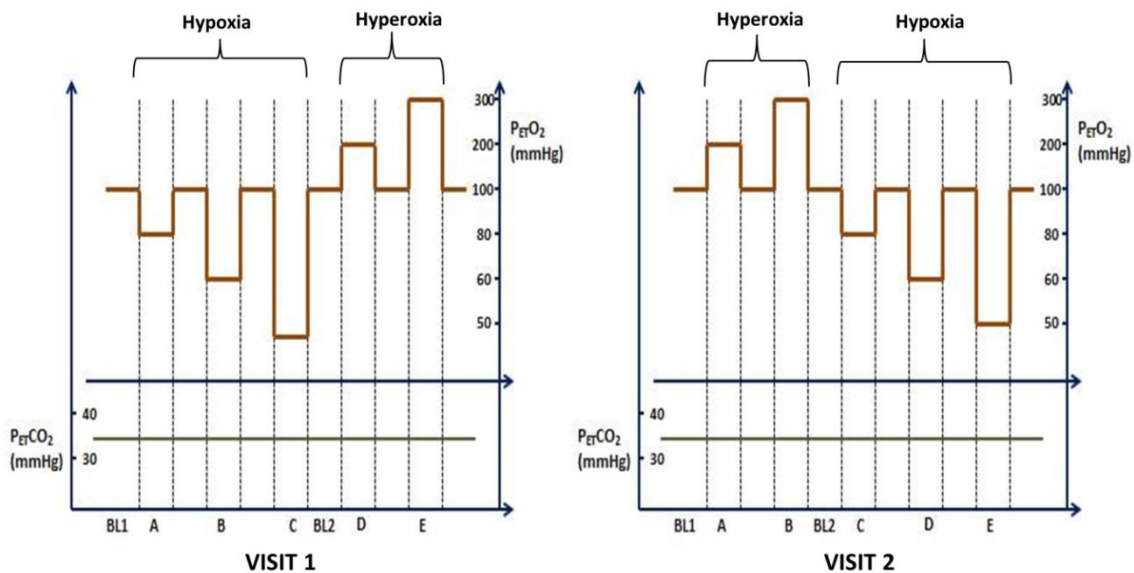 Hypoxia
Hyperoxia
300
PETO2
(mmHg)
200
100
80
60
50
40
PETCO2
(mmHg)
30
BL1 A B C BL2 D E
VISIT 1
Hyperoxia
Hypoxia
300
PETO2
(mmHg)
200
100
80
60
50
40
PETCO2
(mmHg)
30
BL1 A B BL2 C D E
VISIT 2